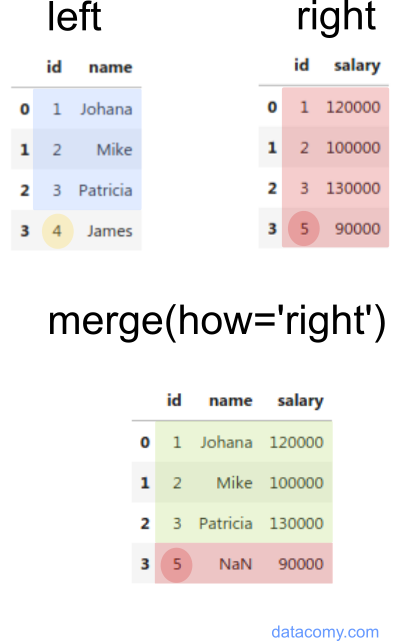 left right
id name id salary
0 1 Johana 0 1 120000
1 2 Mike 1 2 100000
2 3 Patricia 2 3 130000
3 4 James 3 5 90000
merge(how='right')
id name salary
0 1 Johana 120000
1 2 Mike 100000
2 3 Patricia 130000
3 5 NaN 90000
datacomy.com